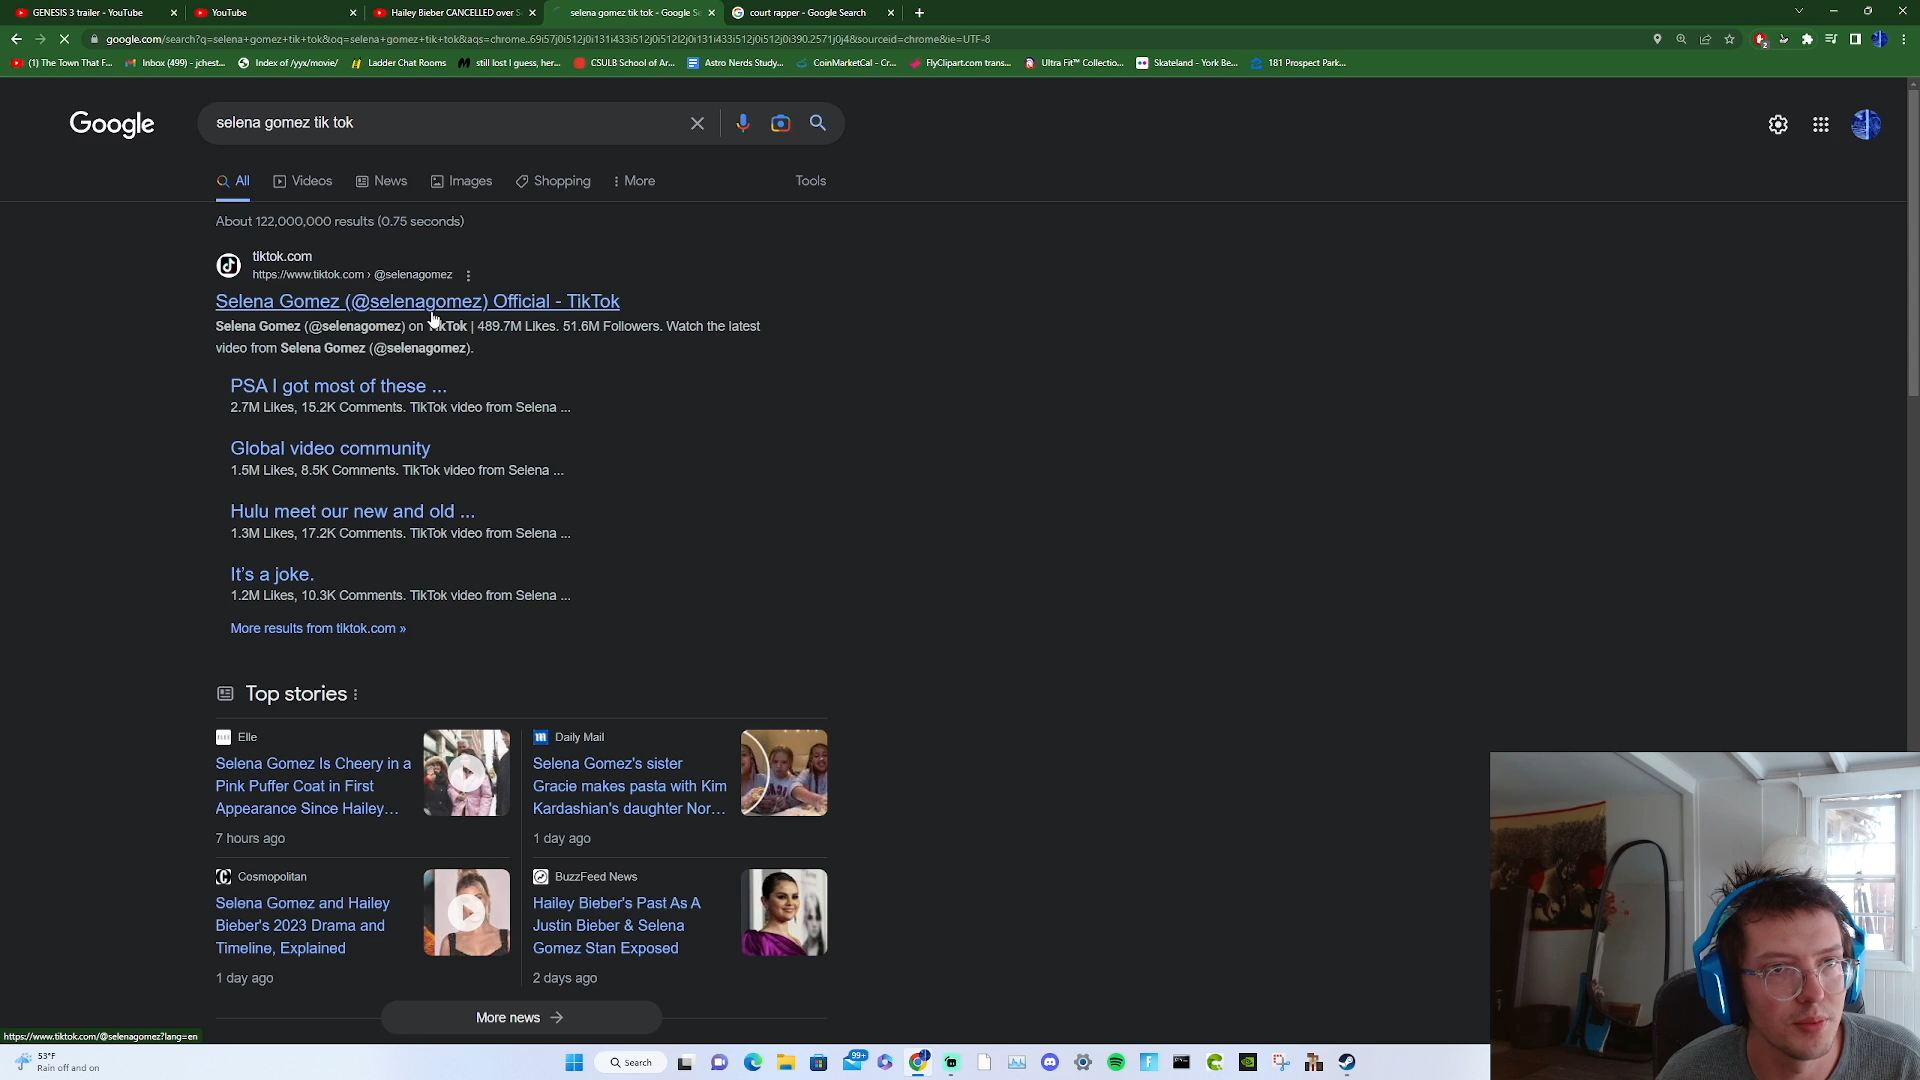 GENESIS 3 trailer - YouTube
YouTube
Hailey Bieber CANCELLED over S
selena gomez tik tok - Google Se
court rapper - Google Search
google.com/search?q=selena+gomez+tik+tok&oq=selena+gomez+tik+tok&aqs=chrome..69i57j0i512j0i131i433i512j0i512l2j0i131i433i512j0i512j0i390.2571j0j4&sourceid=chrome&ie=UTF-8
2
(1) The Town That F...
Inbox (499) - jchest...
Index of /yyx/movie/
Ladder Chat Rooms
still lost I guess, her...
CSULB School of Ar...
Astro Nerds Study...
CoinMarketCal - Cr...
FlyClipart.com trans...
Ultra Fit™ Collectio...
Skateland - York Be...
181 Prospect Park...
Google
selena gomez tik tok
All
Videos
News
Images
Shopping
More
Tools
About 122,000,000 results (0.75 seconds)
tiktok.com
https://www.tiktok.com › @selenagomez
Selena Gomez (@selenagomez) Official - TikTok
Selena Gomez (@selenagomez) on TikTok | 489.7M Likes. 51.6M Followers. Watch the latest
video from Selena Gomez (@selenagomez).
PSA I got most of these ...
2.7M Likes, 15.2K Comments. TikTok video from Selena ...
Global video community
1.5M Likes, 8.5K Comments. TikTok video from Selena ...
Hulu meet our new and old ...
1.3M Likes, 17.2K Comments. TikTok video from Selena ...
It's a joke.
1.2M Likes, 10.3K Comments. TikTok video from Selena ...
More results from tiktok.com »
Top stories
Elle
Selena Gomez Is Cheery in a
Pink Puffer Coat in First
Appearance Since Hailey...
7 hours ago
Daily Mail
Selena Gomez's sister
Gracie makes pasta with Kim
Kardashian's daughter Nor...
1 day ago
Cosmopolitan
Selena Gomez and Hailey
Bieber's 2023 Drama and
Timeline, Explained
1 day ago
BuzzFeed News
Hailey Bieber's Past As A
Justin Bieber & Selena
Gomez Stan Exposed
2 days ago
More news
https://www.tiktok.com/@selenagomez?lang=en
53°F
Rain off and on
Search
99+